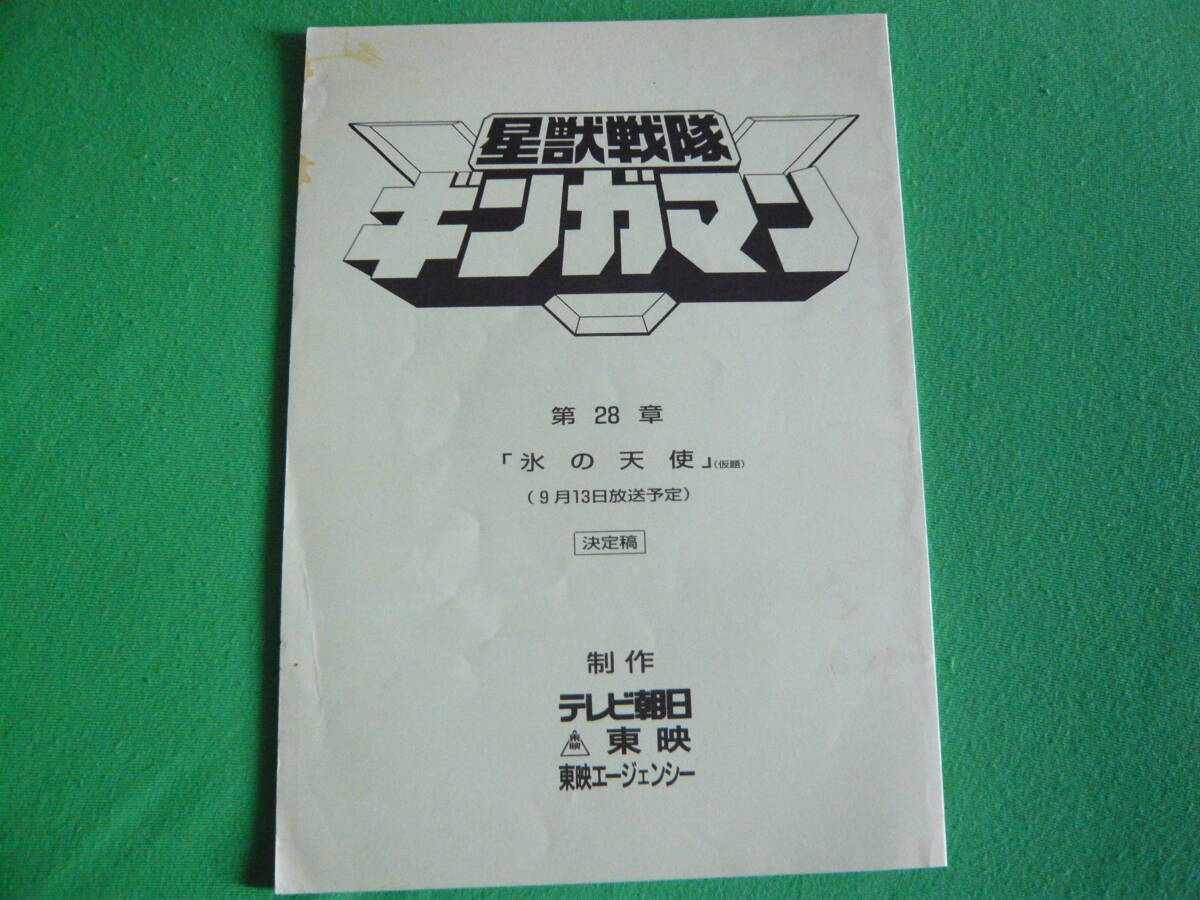 星獣戦隊
ギンガマン
第 28 章
「氷の天使」(仮題)
(9月13日放送予定)
決定稿
制作
テレビ朝日
東映 東映
東映エージェンシー